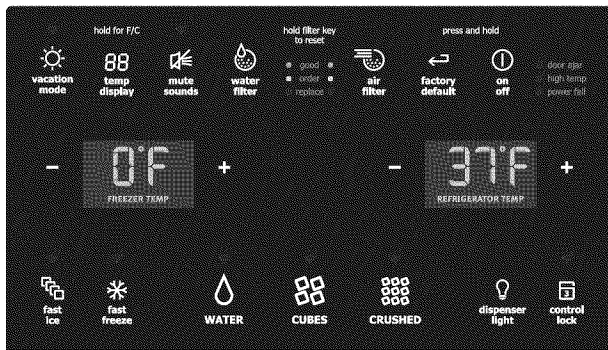 hold for F/C
hold filter key
to reset
press and hold
88
vacation
mode
temp
display
mute
sounds
water
filter
good
order
replace
air
filter
factory
default
on
off
door ajar
high temp
power fail
- 0°F +
FREEZER TEMP
- 37°F +
REFRIGERATOR TEMP
fast
ice
fast
freeze
WATER
CUBES
CRUSHED
dispenser
light
3
control
lock